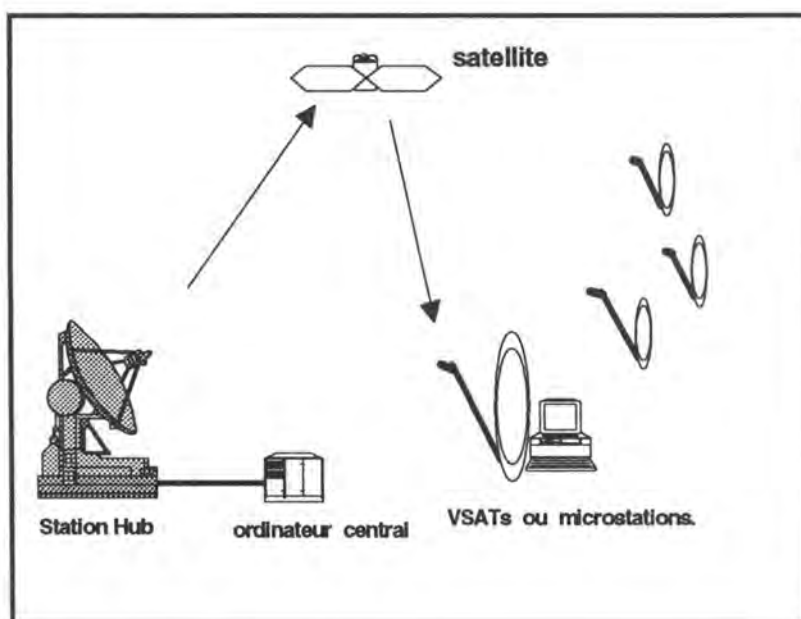 satellite
Station Hub
ordinateur central
VSATs ou microstations.